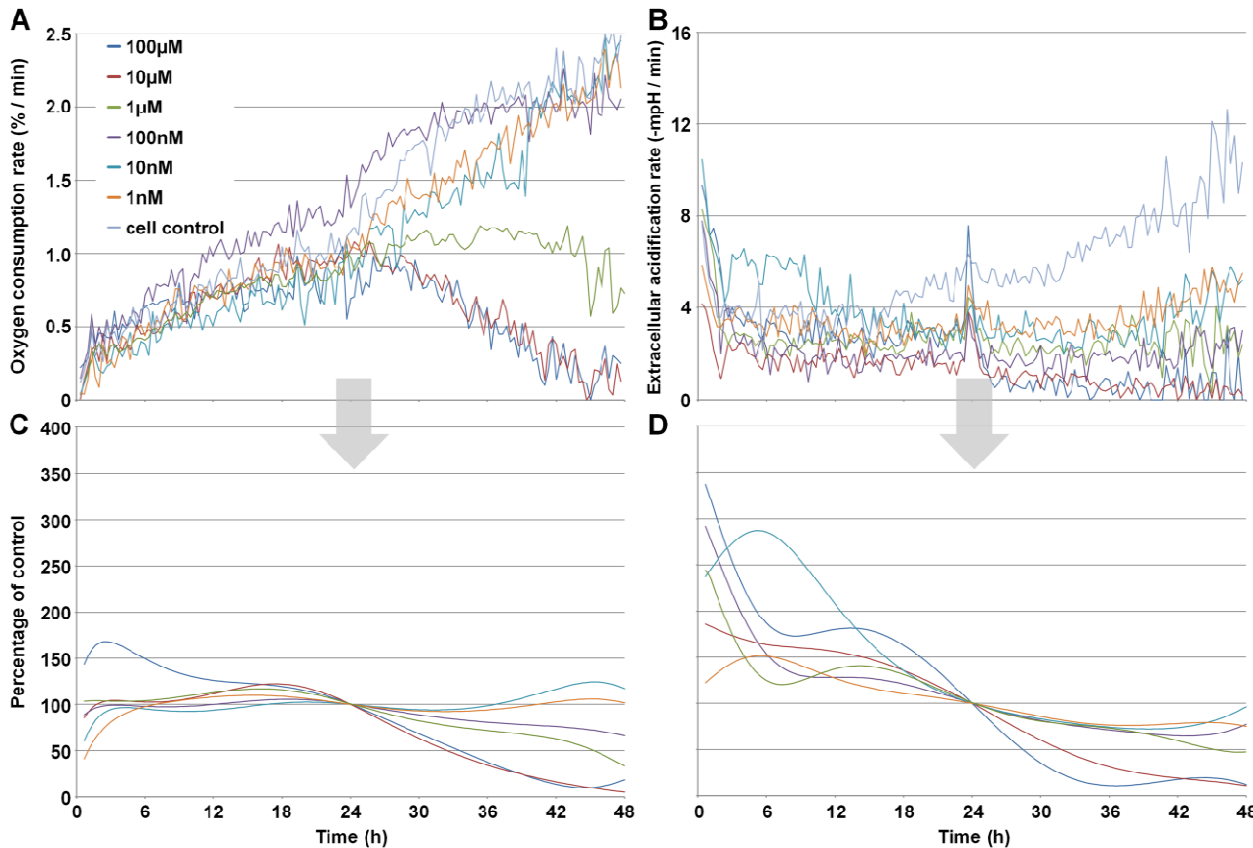 A
Oxygen consumption rate (% / min)
2.5
2.0
1.5
1.0
0.5
0
100µM
10µM
1µM
100nM
10nM
1nM
cell control
B
Extracellular acidification rate (-mpH / min)
16
12
8
4
0
C
Percentage of control
400
350
300
250
200
150
100
50
0
0 6 12 18 24 30 36 42 48
Time (h)
D
0 6 12 18 24 30 36 42 48
Time (h)